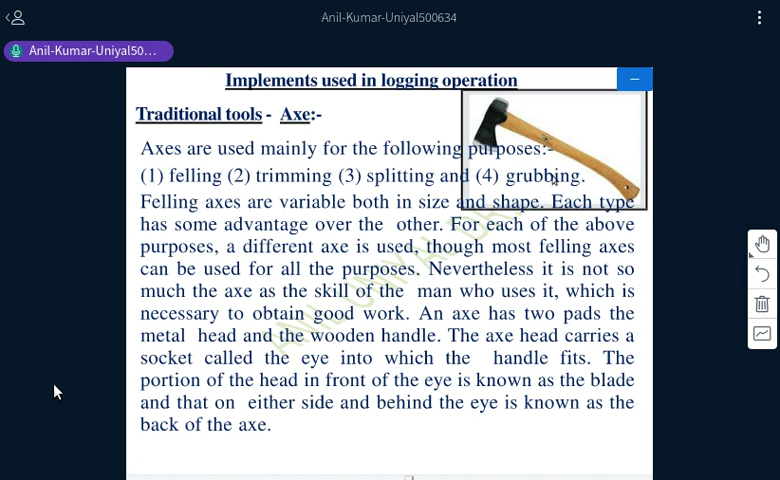 Anil-Kumar-Uniyal500634
Anil-Kumar-Uniyal50...
Implements used in logging operation
Traditional tools - Axe:-
Axes are used mainly for the following purposes:-
(1) felling (2) trimming (3) splitting and (4) grubbing.
Felling axes are variable both in size and shape. Each type
has some advantage over the other. For each of the above
purposes, a different axe is used, though most felling axes
can be used for all the purposes. Nevertheless it is not so
much the axe as the skill of the man who uses it, which is
necessary to obtain good work. An axe has two pads the
metal head and the wooden handle. The axe head carries a
socket called the eye into which the handle fits. The
portion of the head in front of the eye is known as the blade
and that on either side and behind the eye is known as the
back of the axe.
ANIL UNIYAL DR.